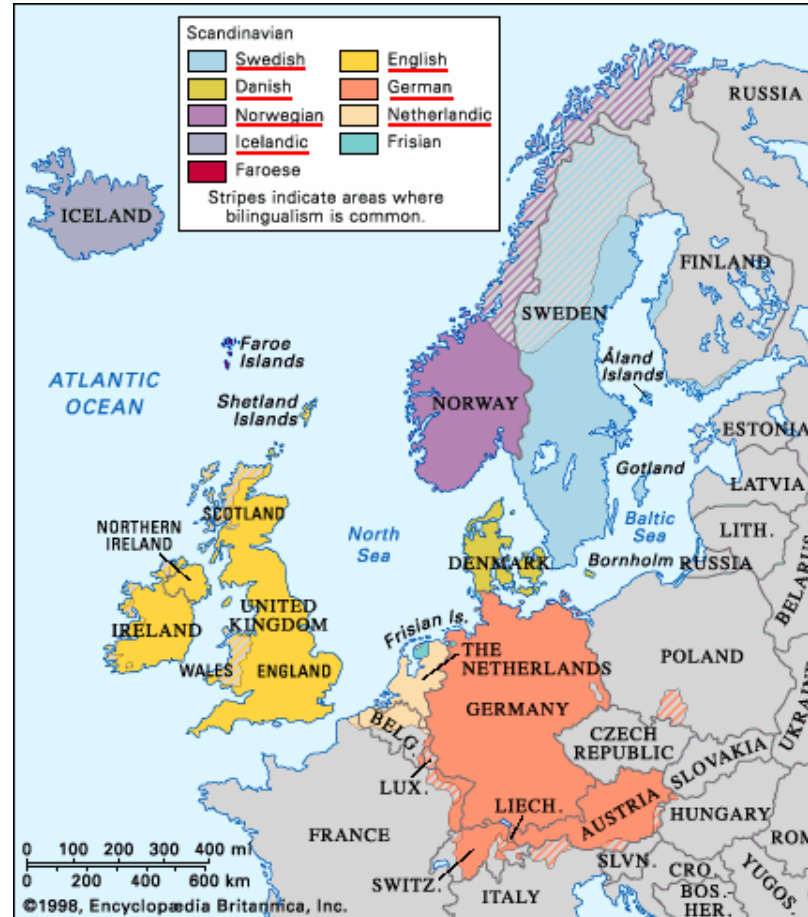 Scandinavian
Swedish
Danish
Norwegian
Icelandic
Faroese
English
German
Netherlandic
Frisian
Stripes indicate areas where
bilingualism is common.
RUSSIA
ICELAND
FINLAND
SWEDEN
Faroe
Islands
Åland
Islands
ATLANTIC
OCEAN
Shetland
Islands
NORWAY
ESTONIA
Gotland
LATVIA
SCOTLAND
NORTHERN
IRELAND
North
Sea
Baltic
Sea
LITH.
DENMARK
Bornholm
RUSSIA
BELARUS
UNITED
KINGDOM
IRELAND
Frisian Is.
WALES
ENGLAND
THE
NETHERLANDS
POLAND
GERMANY
BELG.
CZECH
REPUBLIC
UKRAINE
SLOVAKIA
LUX.
LIECH.
AUSTRIA
HUNGARY
FRANCE
ROM
0 200 400 mi
0 200 400 600 km
SWITZ.
ITALY
SLVN.
CRO.
BOS.-
HER.
YUGOS.
©1998, Encyclopædia Britannica, Inc.